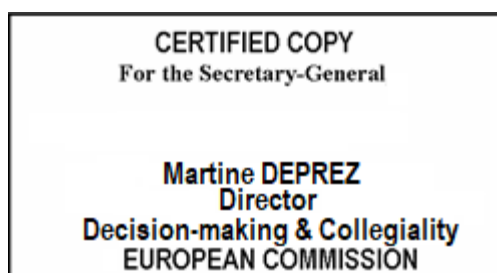 CERTIFIED COPY
For the Secretary-General
Martine DEPREZ
Director
Decision-making & Collegiality
EUROPEAN COMMISSION